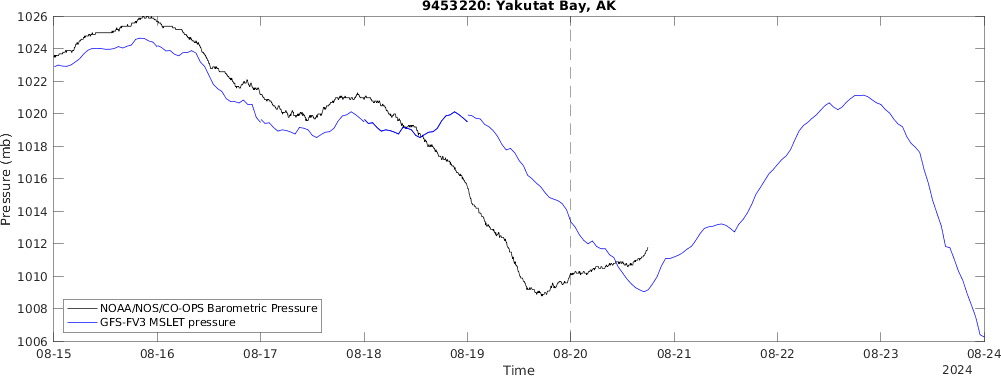 9453220: Yakutat Bay, AK
1026
1024
1022
1020
1018
1016
1014
1012
1010
1008
1006
Pressure (mb)
NOAA/NOS/CO-OPS Barometric Pressure
GFS-FV3 MSLET pressure
08-15 08-16 08-17 08-18 08-19 08-20 08-21 08-22 08-23 08-24
Time
2024